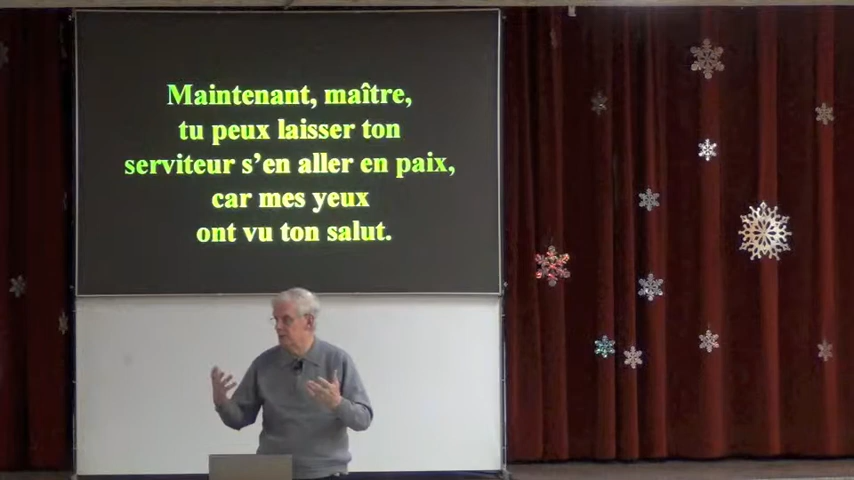 Maintenant, maître,
tu peux laisser ton
serviteur s’en aller en paix,
car mes yeux
ont vu ton salut.